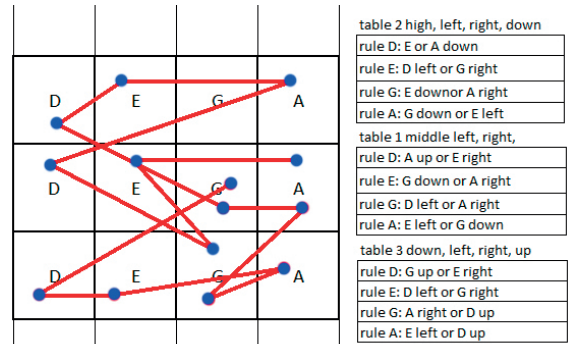 D E G A
D E G A
D E G A
table 2 high, left, right, down
rule D: E or A down
rule E: D left or G right
rule G: E downor A right
rule A: G down or E left
table 1 middle left, right,
rule D: A up or E right
rule E: G down or A right
rule G: D left or A right
rule A: E left or G down
table 3 down, left, right, up
rule D: G up or E right
rule E: D left or G right
rule G: A right or D up
rule A: E left or D up